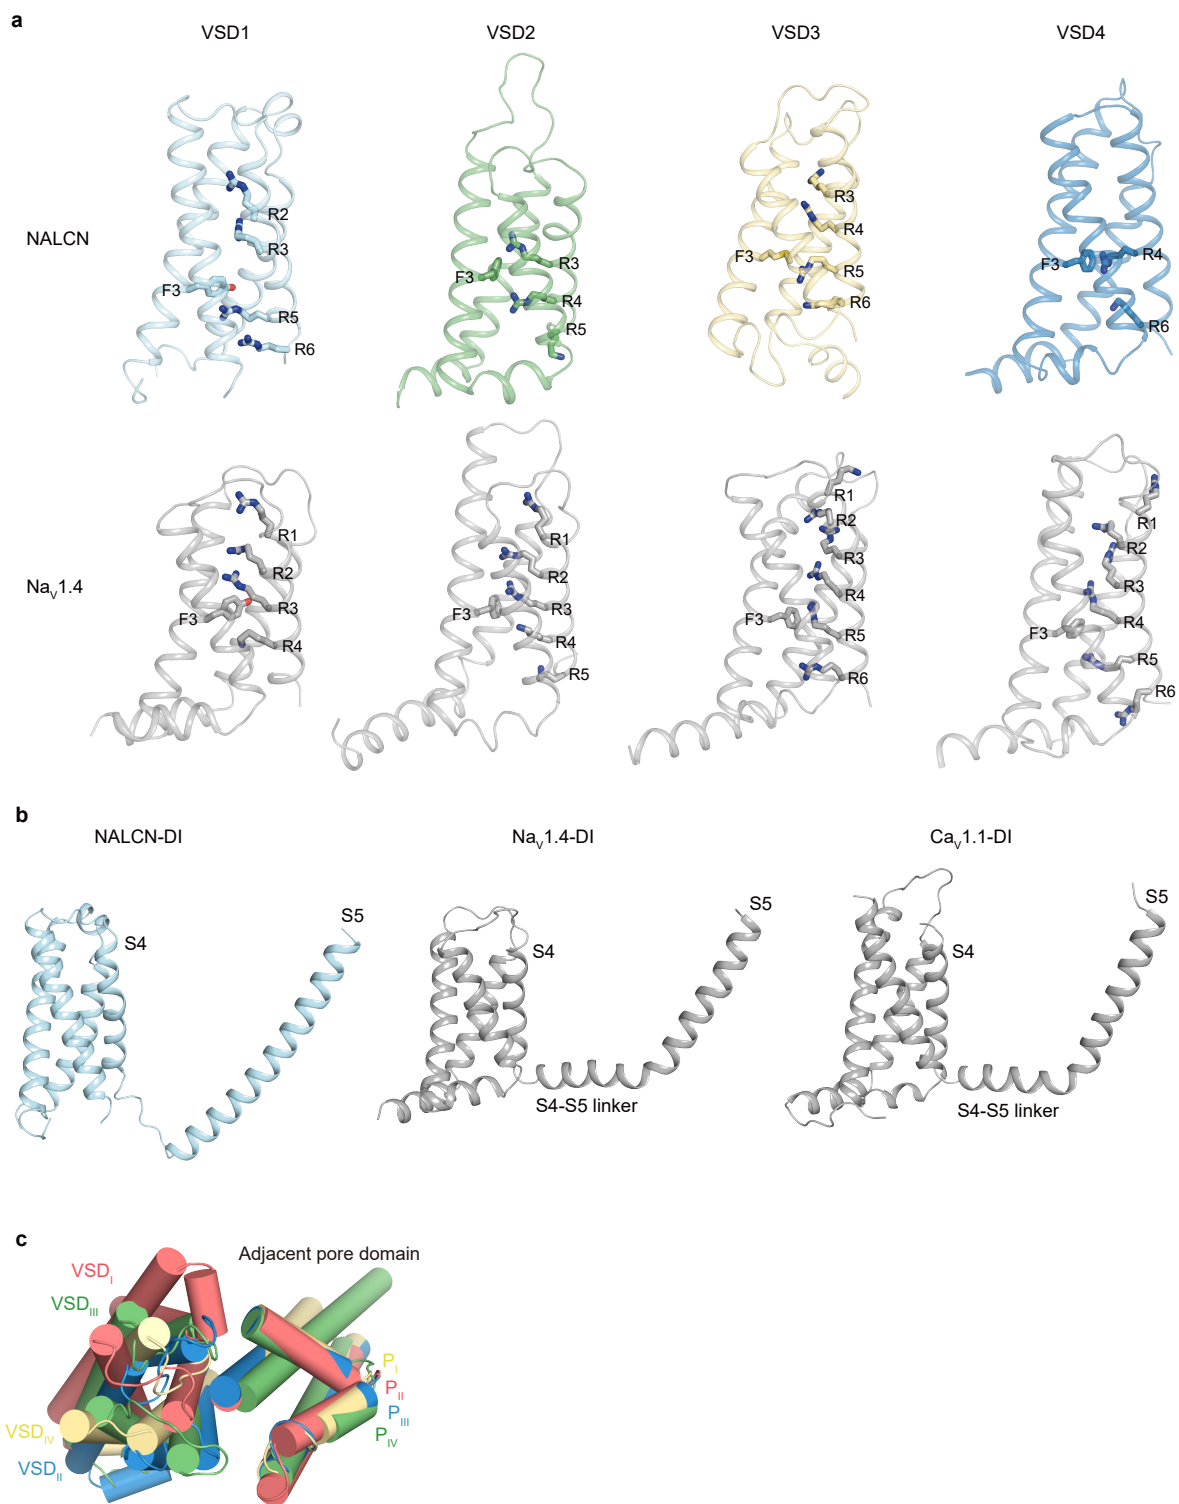 a
VSD1 VSD2 VSD3 VSD4
NALCN
R2
R3
F3
R5
R6
R3
F3
R4
R5
R3
R4
F3
R5
R6
F3
R4
R6
Nav1.4
R1
R2
R3
F3
R4
R1
R2
R3
F3
R4
R5
R1
R2
R3
R4
F3
R5
R6
R1
R2
R3
R4
F3
R5
R6
b
NALCN-DI Nav1.4-DI Cav1.1-DI
S4
S5
S4
S5
S4-S5 linker
S4
S5
S4-S5 linker
c
Adjacent pore domain
VSDI
VSDIII
VSDIV
VSDII
PI
PII
PIII
PIV